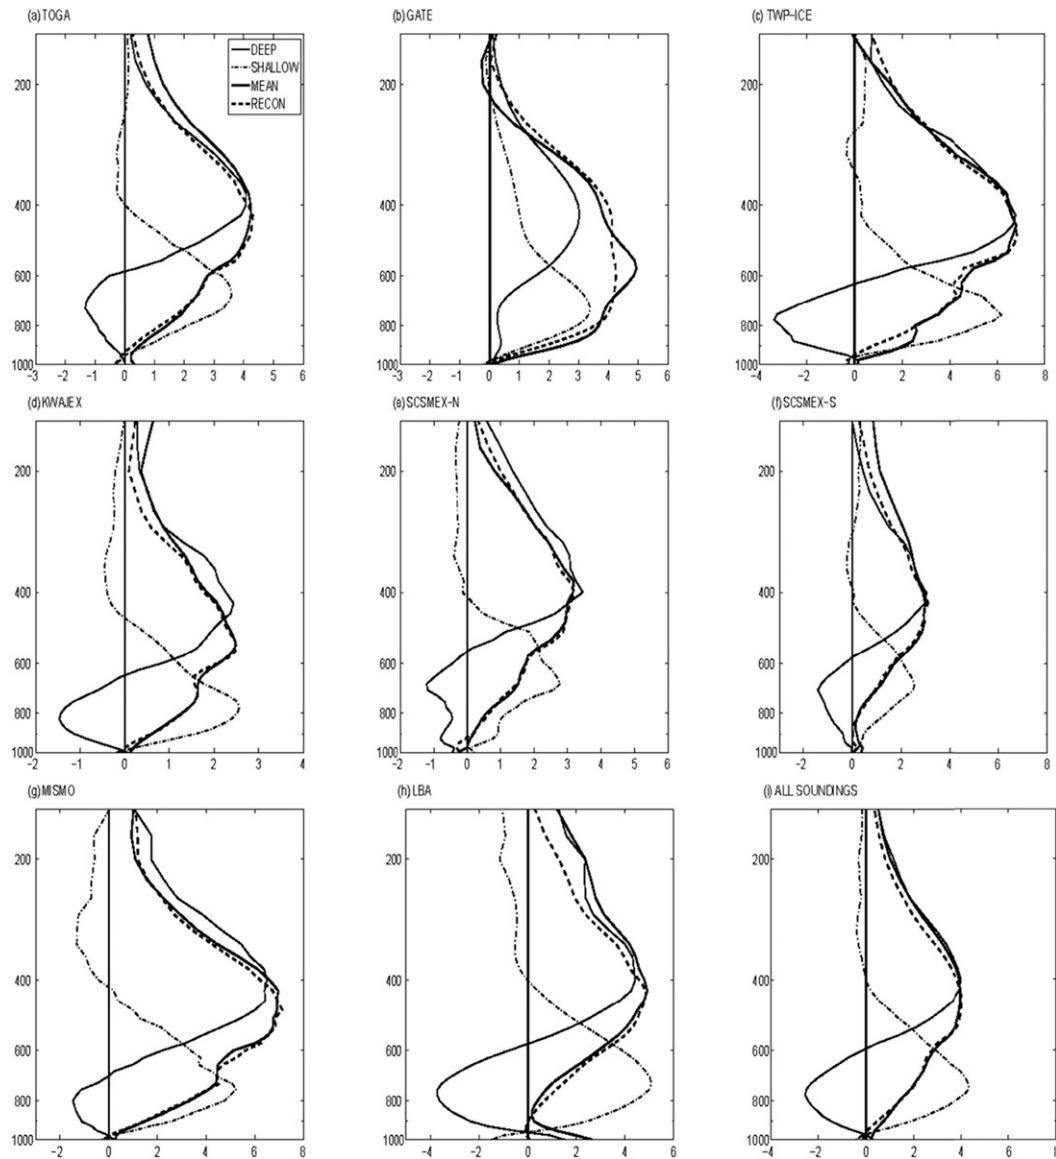 (a) TOGA
(b) GATE
(c) TWP-ICE
DEEP
SHALLOW
MEAN
RECON
200
400
600
800
1000
-3 -2 -1 0 1 2 3 4 5 6
200
400
600
800
1000
-3 -2 -1 0 1 2 3 4 5 6
200
400
600
800
1000
-4 -2 0 2 4 6 8
(d) KWAJEX
(e) SCSMEX-N
(f) SCSMEX-S
200
400
600
800
1000
-2 -1 0 1 2 3 4
200
400
600
800
1000
-2 -1 0 1 2 3 4 5
200
400
600
800
1000
-4 -2 0 2 4 6 8
(g) MISMO
(h) LBA
(i) ALL SOUNDINGS
200
400
600
800
1000
-2 0 2 4 6 8
200
400
600
800
1000
-4 -2 0 2 4 6
200
400
600
800
1000
-4 -2 0 2 4 6 8